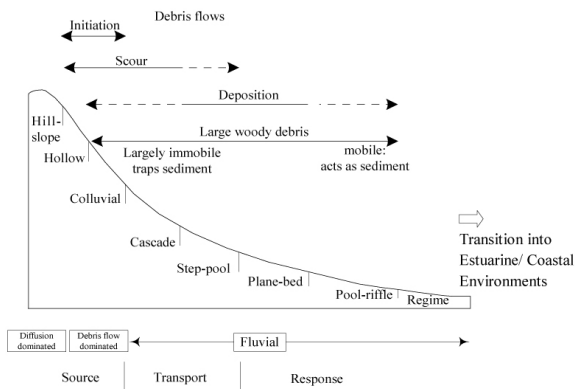 Debris flows
Initiation
Scour
Deposition
Large woody debris
Largely immobile
traps sediment
mobile:
acts as sediment
Hill-
slope
Hollow
Colluvial
Cascade
Step-pool
Plane-bed
Pool-riffle
Regime
Transition into
Estuarine/ Coastal
Environments
Diffusion
dominated
Debris flow
dominated
Fluvial
Source
Transport
Response